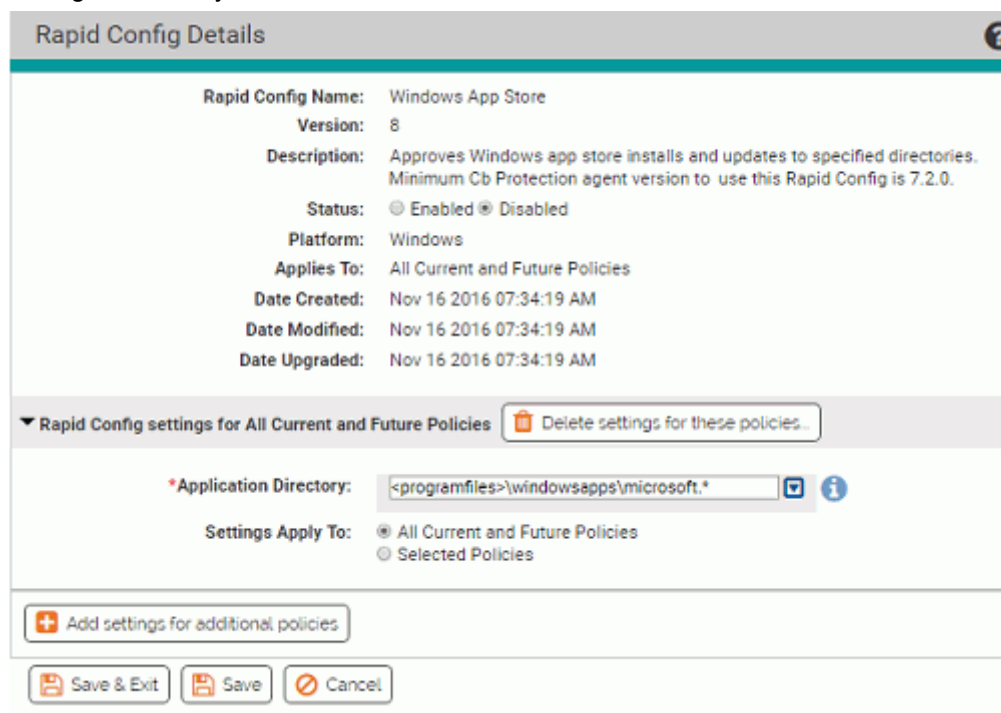 Rapid Config Details
Rapid Config Name: Windows App Store
Version: 8
Description: Approves Windows app store installs and updates to specified directories.
Minimum Cb Protection agent version to use this Rapid Config is 7.2.0.
Status: Enabled Disabled
Platform: Windows
Applies To: All Current and Future Policies
Date Created: Nov 16 2016 07:34:19 AM
Date Modified: Nov 16 2016 07:34:19 AM
Date Upgraded: Nov 16 2016 07:34:19 AM
Rapid Config settings for All Current and Future Policies Delete settings for these policies...
*Application Directory: <programfiles>\windowsapps\microsoft.*
Settings Apply To: All Current and Future Policies
Selected Policies
Add settings for additional policies
Save & Exit Save Cancel